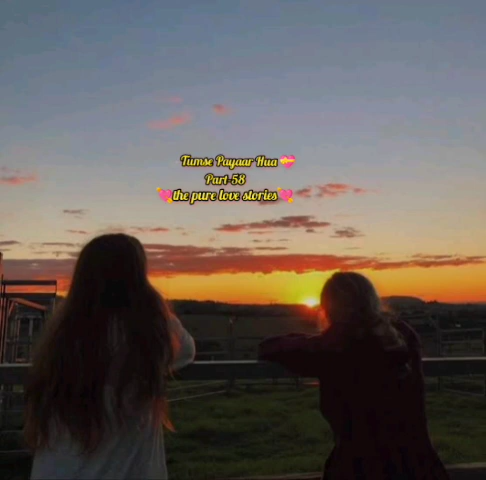 Tumse Payaar Hua 💝
Part-58
💘the pure love stories💘